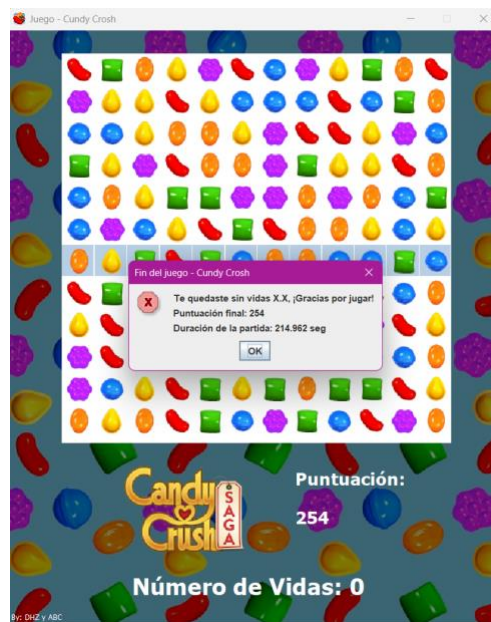 Juego - Cundy Crosh
Fin del juego - Cundy Crosh
X
Te quedaste sin vidas X.X, ¡Gracias por jugar!
Puntuación final: 254
Duración de la partida: 214.962 seg
OK
Candy
Crush
SAGA
Puntuación:
254
Número de Vidas: 0
By: DHZ y ABC